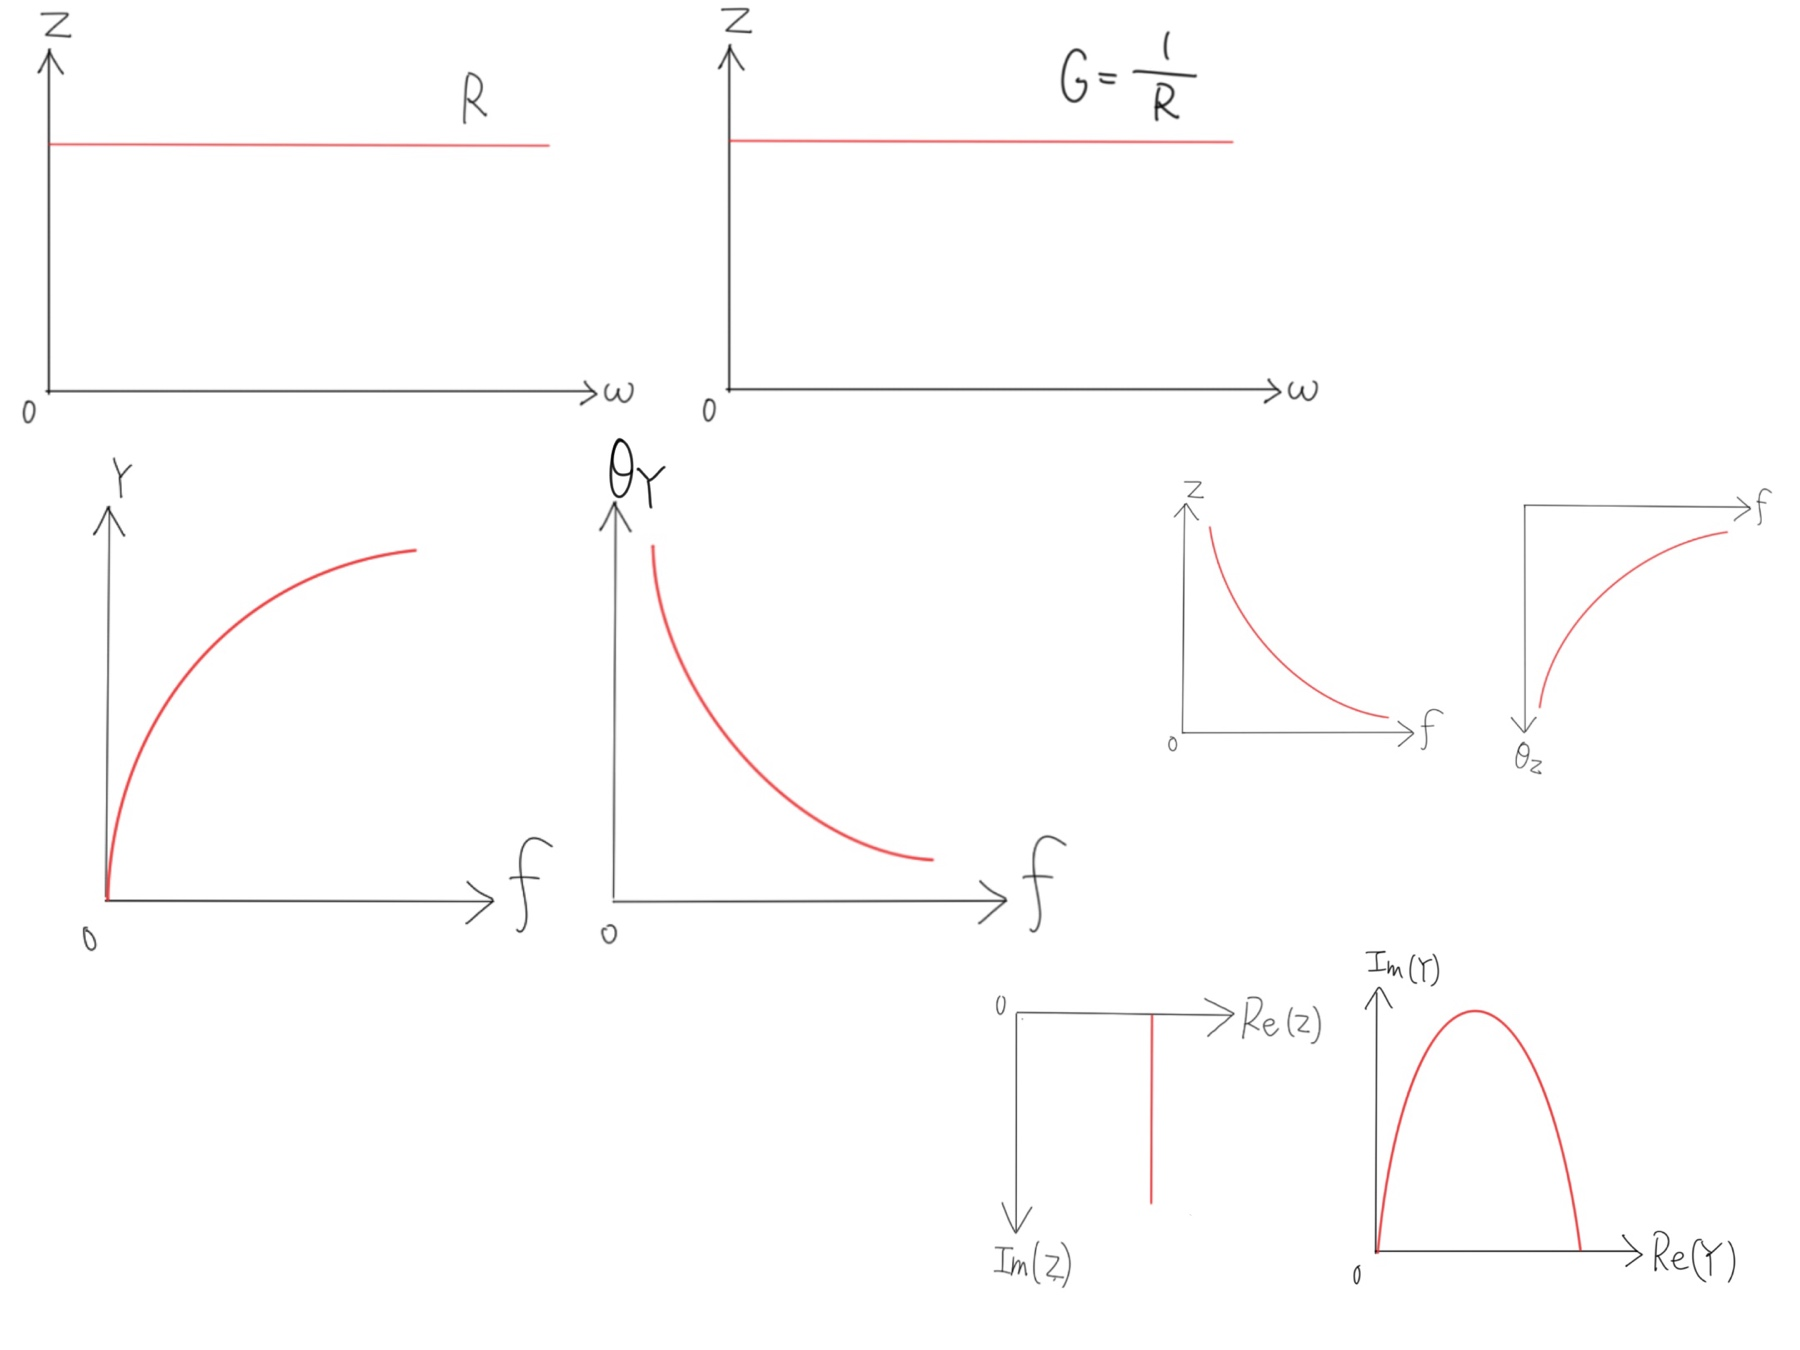 Z
R
0
ω
Z
G = 1/R
0
ω
Y
0
f
θY
0
f
Z
0
f
f
θz
0
Re(z)
Im(Z)
Im(Y)
0
Re(Y)